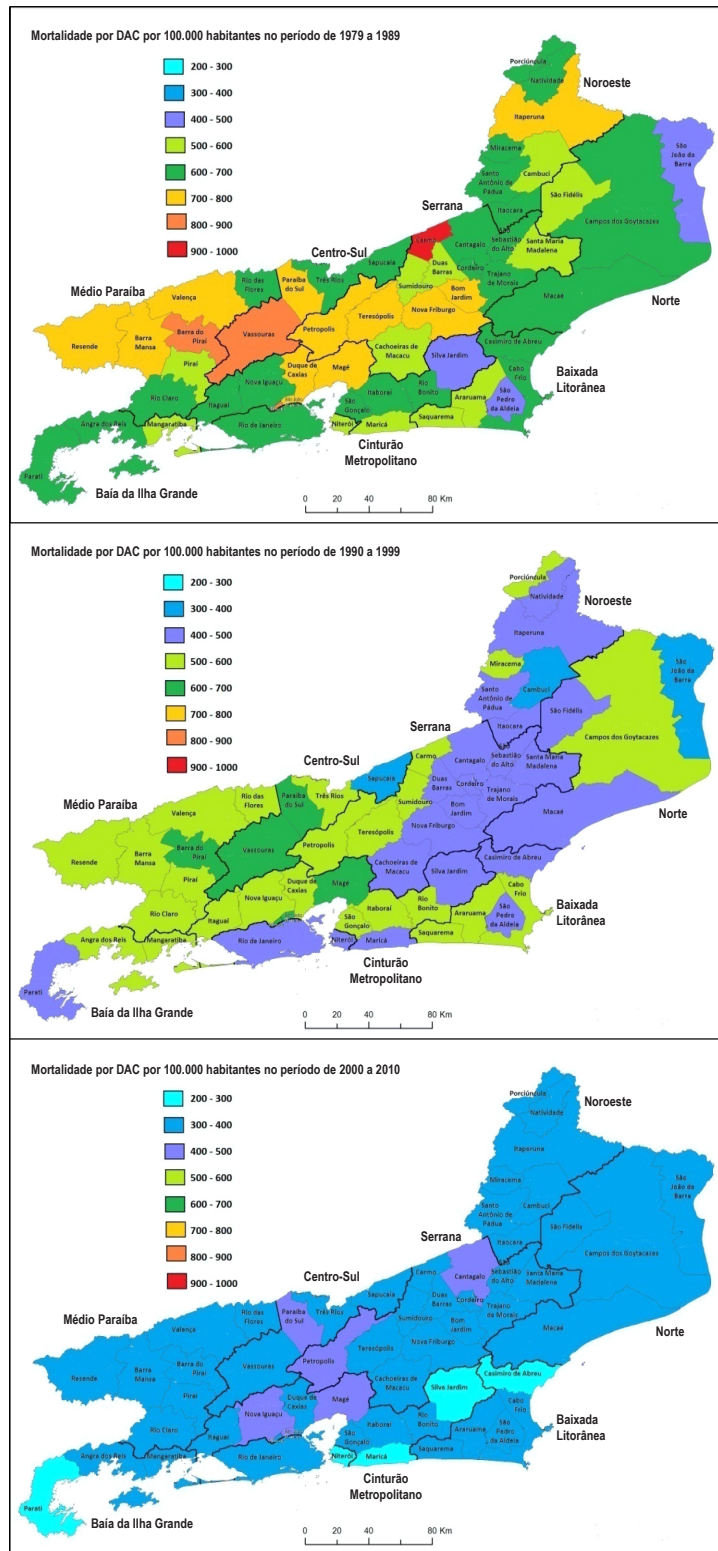 Mortalidade por DAC por 100.000 habitantes no período de 1979 a 1989
200 - 300
300 - 400
400 - 500
500 - 600
600 - 700
700 - 800
800 - 900
900 - 1000
Porciúncula
Natividade
Noroeste
Itaperuna
Miracema
Cambuci
Santo
Antônio de
Pádua
São João da Barra
São Fidélis
Campos dos Goytacazes
Itaocara
Serrana
Carmo
Cantagalo
São Sebastião do Alto
Santa Maria Madalena
Centro-Sul
Sapucaia
Duas Barras
Cordeiro
Trajano de Morais
Médio Paraíba
Rio das Flores
Paraíba do Sul
Três Rios
Sumidouro
Bom Jardim
Macaé
Norte
Valença
Teresópolis
Nova Friburgo
Resende
Barra Mansa
Barra do Piraí
Vassouras
Petropolis
Cachoeiras de Macacu
Silva Jardim
Casimiro de Abreu
Piraí
Duque de Caxias
Magé
Cabo Frio
Baixada
Litorânea
Rio Claro
Nova Iguaçu
Itaguaí
Itaboraí
Rio Bonito
Araruama
São Pedro da Aldeia
São Gonçalo
Angra dos Reis
Mangaratiba
Rio de Janeiro
Niterói
Maricá
Saquarema
Cinturão
Metropolitano
Parati
Baía da Ilha Grande
0 20 40 80 Km
Mortalidade por DAC por 100.000 habitantes no período de 1990 a 1999
200 - 300
300 - 400
400 - 500
500 - 600
600 - 700
700 - 800
800 - 900
900 - 1000
Porciúncula
Natividade
Noroeste
Itaperuna
Miracema
Cambuci
Santo
Antônio de
Pádua
São João da Barra
São Fidélis
Campos dos Goytacazes
Itaocara
Serrana
Carmo
Cantagalo
São Sebastião do Alto
Santa Maria Madalena
Centro-Sul
Sapucaia
Duas Barras
Cordeiro
Trajano de Morais
Médio Paraíba
Rio das Flores
Paraíba do Sul
Três Rios
Sumidouro
Bom Jardim
Macaé
Norte
Valença
Teresópolis
Nova Friburgo
Resende
Barra Mansa
Barra do Piraí
Vassouras
Petropolis
Cachoeiras de Macacu
Silva Jardim
Casimiro de Abreu
Piraí
Duque de Caxias
Magé
Cabo Frio
Baixada
Litorânea
Rio Claro
Nova Iguaçu
Itaguaí
Itaboraí
Rio Bonito
Araruama
São Pedro da Aldeia
São Gonçalo
Angra dos Reis
Mangaratiba
Rio de Janeiro
Niterói
Maricá
Saquarema
Cinturão
Metropolitano
Parati
Baía da Ilha Grande
0 20 40 80 Km
Mortalidade por DAC por 100.000 habitantes no período de 2000 a 2010
200 - 300
300 - 400
400 - 500
500 - 600
600 - 700
700 - 800
800 - 900
900 - 1000
Porciúncula
Natividade
Noroeste
Itaperuna
Miracema
Cambuci
Santo
Antônio de
Pádua
São João da Barra
São Fidélis
Campos dos Goytacazes
Itaocara
Serrana
Carmo
Cantagalo
São Sebastião do Alto
Santa Maria Madalena
Centro-Sul
Sapucaia
Duas Barras
Cordeiro
Trajano de Morais
Médio Paraíba
Rio das Flores
Paraíba do Sul
Três Rios
Sumidouro
Bom Jardim
Macaé
Norte
Valença
Teresópolis
Nova Friburgo
Resende
Barra Mansa
Barra do Piraí
Vassouras
Petropolis
Cachoeiras de Macacu
Silva Jardim
Casimiro de Abreu
Piraí
Duque de Caxias
Magé
Cabo Frio
Baixada
Litorânea
Rio Claro
Nova Iguaçu
Itaguaí
Itaboraí
Rio Bonito
Araruama
São Pedro da Aldeia
São Gonçalo
Angra dos Reis
Mangaratiba
Rio de Janeiro
Niterói
Maricá
Saquarema
Cinturão
Metropolitano
Parati
Baía da Ilha Grande
0 20 40 80 Km